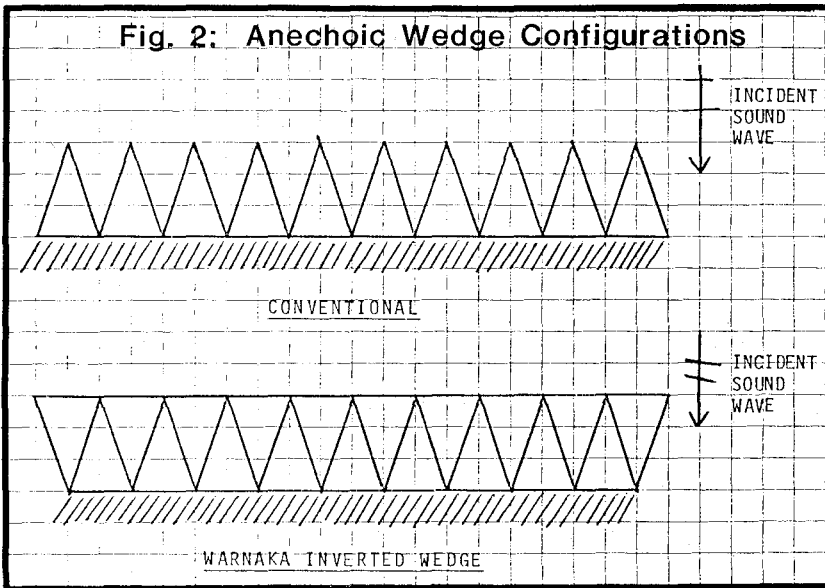 Fig. 2: Anechoic Wedge Configurations
INCIDENT
SOUND
WAVE
CONVENTIONAL
INCIDENT
SOUND
WAVE
WARNAKA INVERTED WEDGE